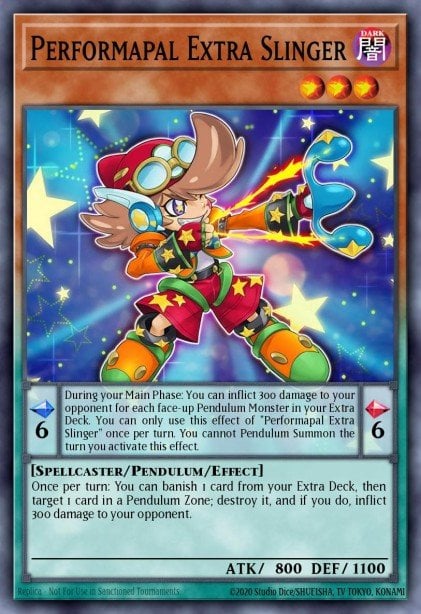 Performapal Extra Slinger
DARK
闇
During your Main Phase: You can inflict 300 damage to your
opponent for each face-up Pendulum Monster in your Extra
Deck. You can only use this effect of "Performapal Extra
Slinger" once per turn. You cannot Pendulum Summon the
turn you activate this effect.
6
6
[Spellcaster/Pendulum/Effect]
Once per turn: You can banish 1 card from your Extra Deck, then
target 1 card in a Pendulum Zone; destroy it, and if you do, inflict
300 damage to your opponent.
ATK/ 800 DEF/ 1100
Replica - Not For Use in Sanctioned Tournaments
©2020 Studio Dice/SHUEISHA, TV TOKYO, KONAMI